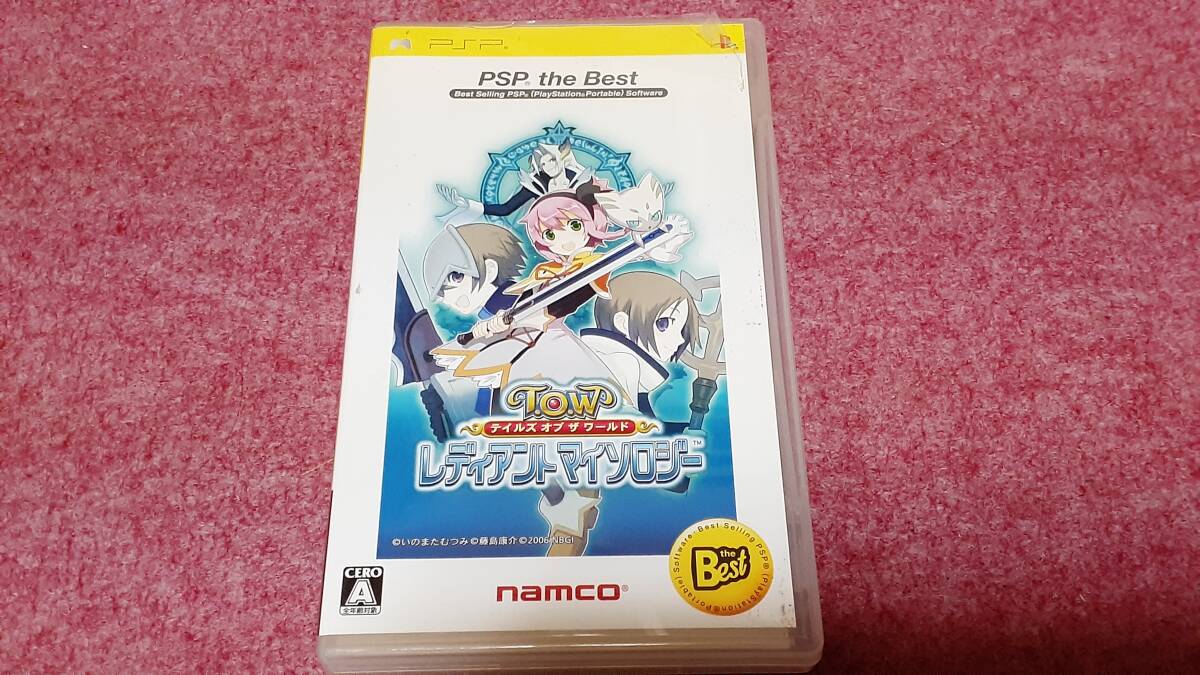 PSP®
PSP® the Best
Best Selling PSP® (PlayStation®Portable) Software
T.O.W
テイルズ オブ ザ ワールド
レディアント マイソロジー™
©いのまたむつみ ©藤島康介 ©2006 NBGI
CERO
A
全年齢対象
namco®
Software・Best Selling PSP® (PlayStation®Portable)
the
Best